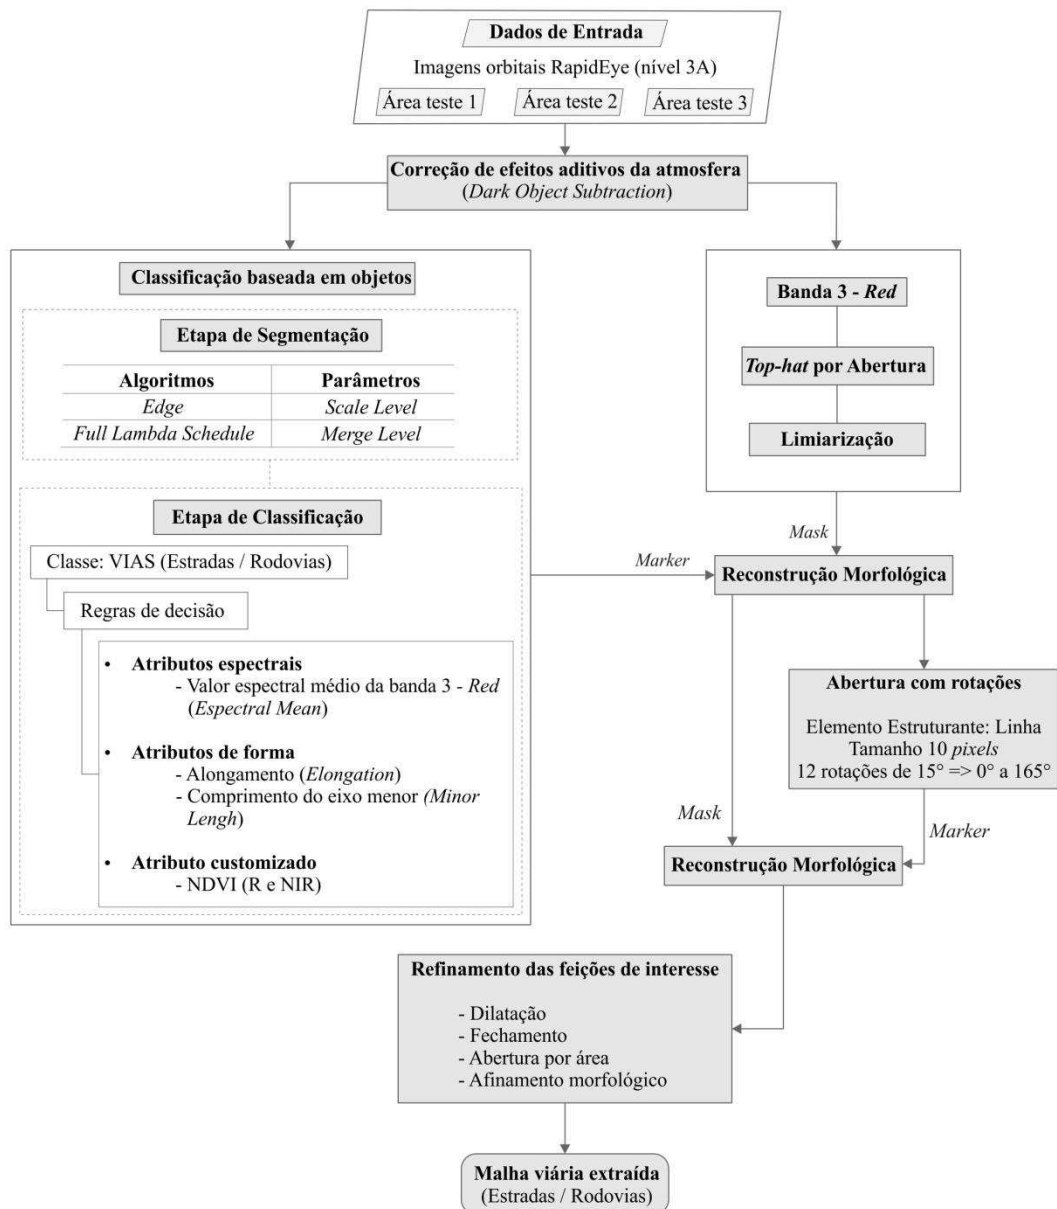 Dados de Entrada
Imagens orbitais RapidEye (nível 3A)
Área teste 1 Área teste 2 Área teste 3
Correção de efeitos aditivos da atmosfera
(Dark Object Subtraction)
Classificação baseada em objetos
Etapa de Segmentação
Algoritmos Parâmetros
Edge Scale Level
Full Lambda Schedule Merge Level
Etapa de Classificação
Classe: VIAS (Estradas / Rodovias)
Regras de decisão
• Atributos espectrais
- Valor espectral médio da banda 3 - Red
(Espectral Mean)
• Atributos de forma
- Alongamento (Elongation)
- Comprimento do eixo menor (Minor
Lengh)
• Atributo customizado
- NDVI (R e NIR)
Banda 3 - Red
Top-hat por Abertura
Limiarização
Mask
Marker
Reconstrução Morfológica
Abertura com rotações
Elemento Estruturante: Linha
Tamanho 10 pixels
12 rotações de 15° => 0° a 165°
Mask
Marker
Reconstrução Morfológica
Refinamento das feições de interesse
- Dilatação
- Fechamento
- Abertura por área
- Afinamento morfológico
Malha viária extraída
(Estradas / Rodovias)